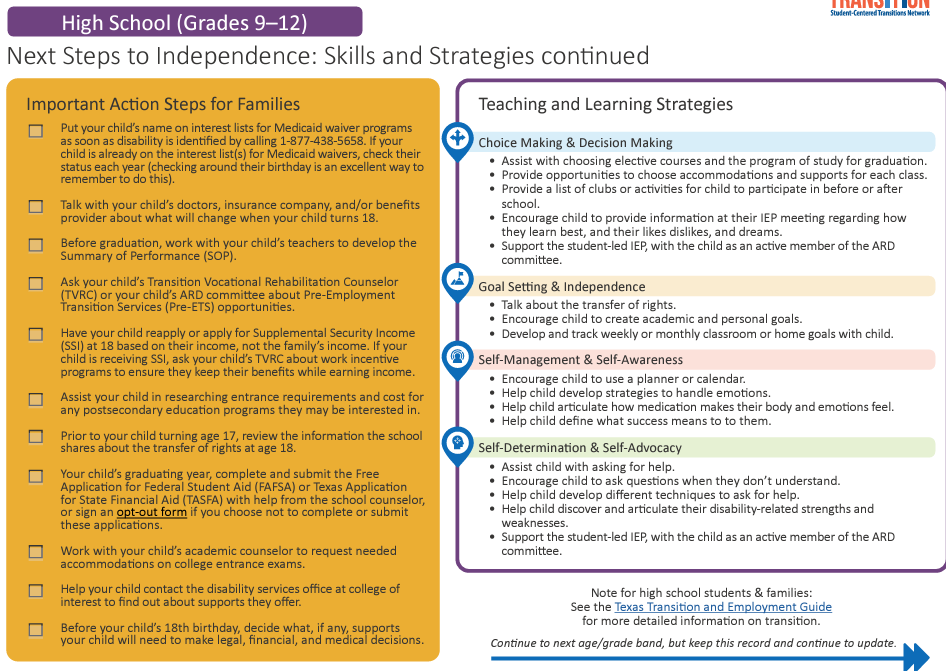 TRANSITION
Student-Centered Transitions Network
High School (Grades 9–12)
Next Steps to Independence: Skills and Strategies continued
Important Action Steps for Families
Put your child's name on interest lists for Medicaid waiver programs
as soon as disability is identified by calling 1-877-438-5658. If your
child is already on the interest list(s) for Medicaid waivers, check their
status each year (checking around their birthday is an excellent way to
remember to do this).
Talk with your child's doctors, insurance company, and/or benefits
provider about what will change when your child turns 18.
Before graduation, work with your child's teachers to develop the
Summary of Performance (SOP).
Ask your child's Transition Vocational Rehabilitation Counselor
(TVRC) or your child's ARD committee about Pre-Employment
Transition Services (Pre-ETS) opportunities.
Have your child reapply or apply for Supplemental Security Income
(SSI) at 18 based on their income, not the family's income. If your
child is receiving SSI, ask your child's TVRC about work incentive
programs to ensure they keep their benefits while earning income.
Assist your child in researching entrance requirements and cost for
any postsecondary education programs they may be interested in.
Prior to your child turning age 17, review the information the school
shares about the transfer of rights at age 18.
Your child's graduating year, complete and submit the Free
Application for Federal Student Aid (FAFSA) or Texas Application
for State Financial Aid (TASFA) with help from the school counselor,
or sign an opt-out form if you choose not to complete or submit
these applications.
Work with your child's academic counselor to request needed
accommodations on college entrance exams.
Help your child contact the disability services office at college of
interest to find out about supports they offer.
Before your child's 18th birthday, decide what, if any, supports
your child will need to make legal, financial, and medical decisions.
Teaching and Learning Strategies
Choice Making & Decision Making
• Assist with choosing elective courses and the program of study for graduation.
• Provide opportunities to choose accommodations and supports for each class.
• Provide a list of clubs or activities for child to participate in before or after
school.
• Encourage child to provide information at their IEP meeting regarding how
they learn best, and their likes dislikes, and dreams.
• Support the student-led IEP, with the child as an active member of the ARD
committee.
Goal Setting & Independence
• Talk about the transfer of rights.
• Encourage child to create academic and personal goals.
• Develop and track weekly or monthly classroom or home goals with child.
Self-Management & Self-Awareness
• Encourage child to use a planner or calendar.
• Help child develop strategies to handle emotions.
• Help child articulate how medication makes their body and emotions feel.
• Help child define what success means to to them.
Self-Determination & Self-Advocacy
• Assist child with asking for help.
• Encourage child to ask questions when they don't understand.
• Help child develop different techniques to ask for help.
• Help child discover and articulate their disability-related strengths and
weaknesses.
• Support the student-led IEP, with the child as an active member of the ARD
committee.
Note for high school students & families:
See the Texas Transition and Employment Guide
for more detailed information on transition.
Continue to next age/grade band, but keep this record and continue to update.